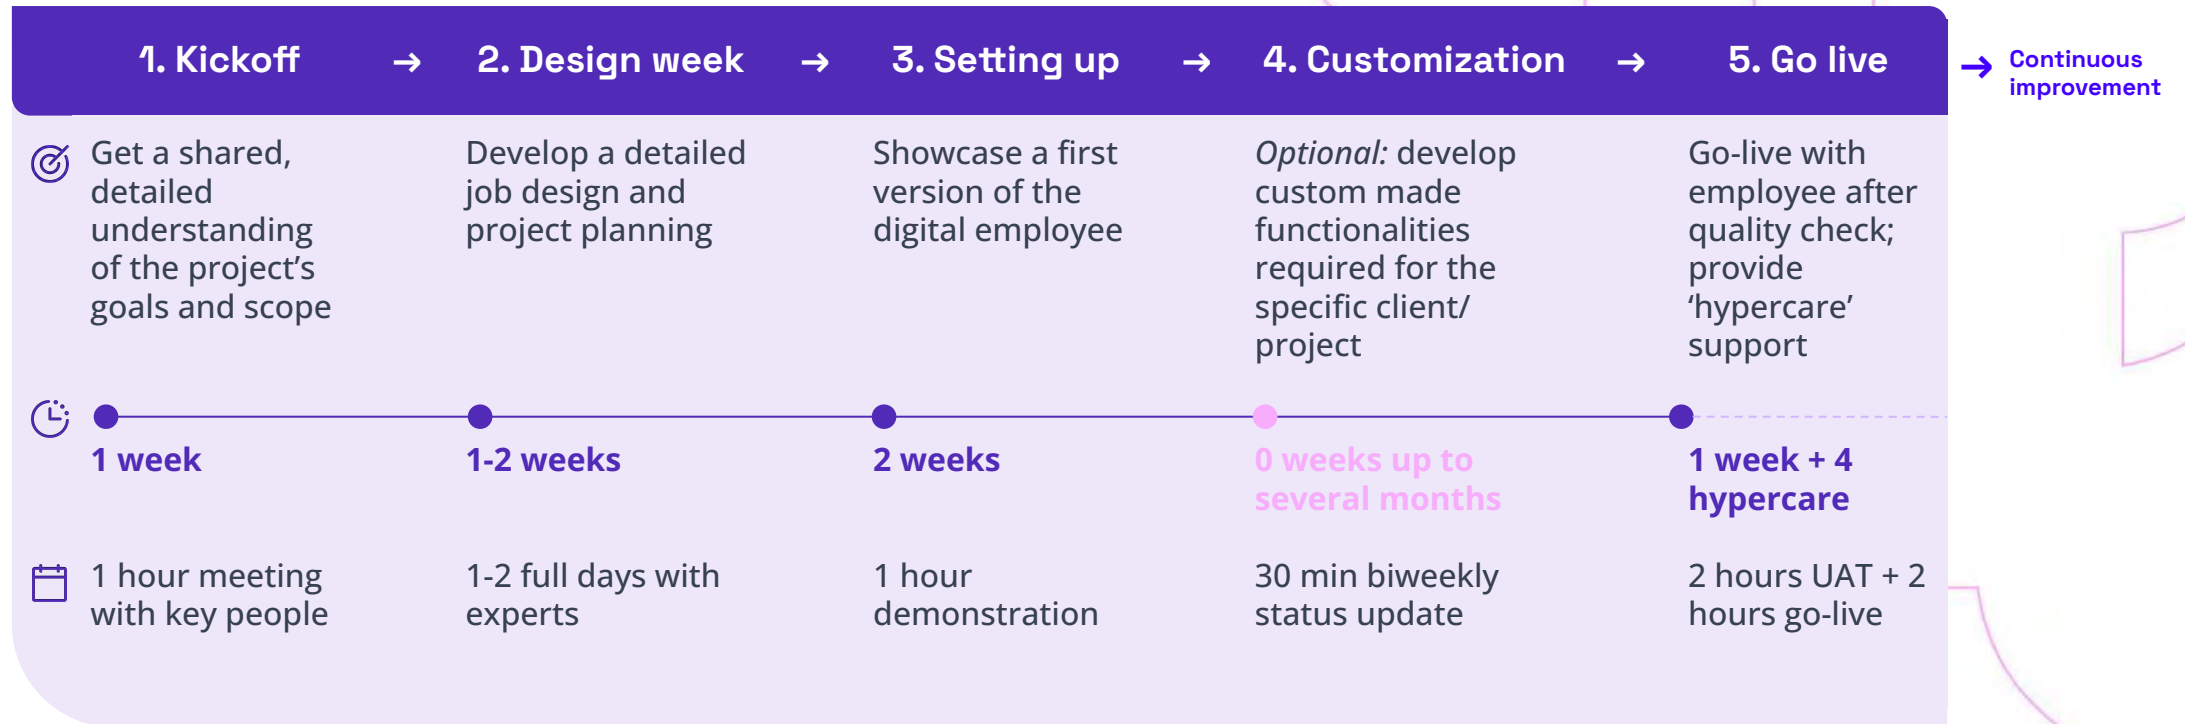 1. Kickoff → 2. Design week → 3. Setting up → 4. Customization → 5. Go live → Continuous
improvement
Get a shared,
detailed
understanding
of the project’s
goals and scope
Develop a detailed
job design and
project planning
Showcase a first
version of the
digital employee
Optional: develop
custom made
functionalities
required for the
specific client/
project
Go-live with
employee after
quality check;
provide
‘hypercare’
support
1 week
1-2 weeks
2 weeks
0 weeks up to
several months
1 week + 4
hypercare
1 hour meeting
with key people
1-2 full days with
experts
1 hour
demonstration
30 min biweekly
status update
2 hours UAT + 2
hours go-live